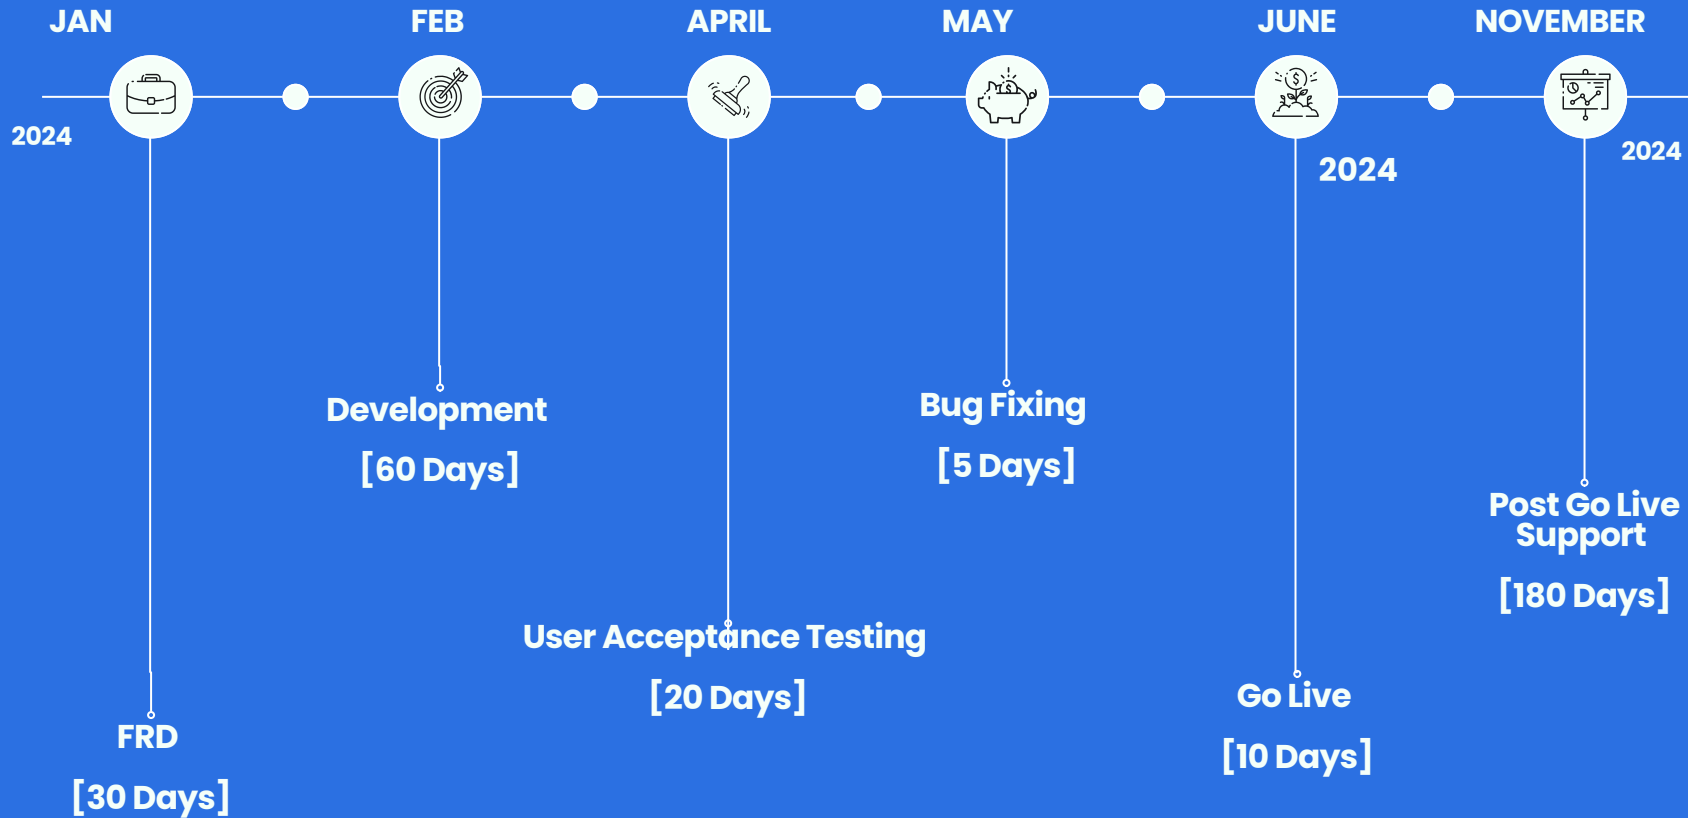 JAN
FEB
APRIL
MAY
JUNE
NOVEMBER
2024
2024
2024
Development
[60 Days]
Bug Fixing
[5 Days]
Post Go Live
Support
[180 Days]
User Acceptance Testing
[20 Days]
Go Live
[10 Days]
FRD
[30 Days]